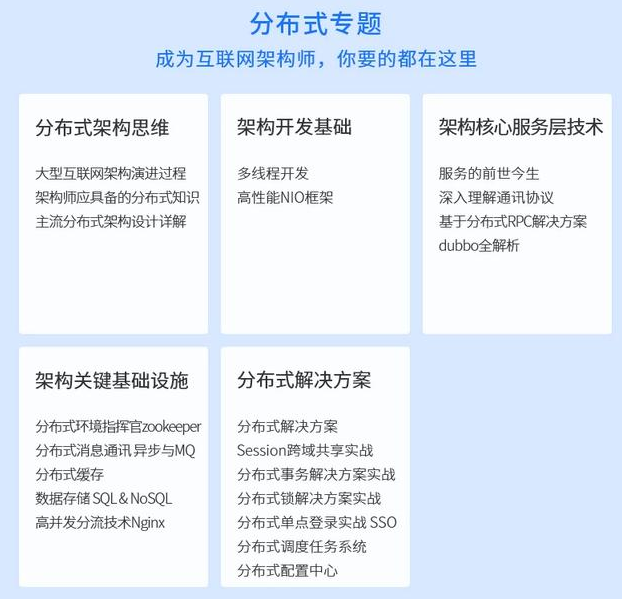 分布式专题
成为互联网架构师，你要的都在这里
分布式架构思维
大型互联网架构演进过程
架构师应具备的分布式知识
主流分布式架构设计详解
架构开发基础
多线程开发
高性能NIO框架
架构核心服务层技术
服务的前世今生
深入理解通讯协议
基于分布式RPC解决方案
dubbo全解析
架构关键基础设施
分布式环境指挥官zookeeper
分布式消息通讯 异步与MQ
分布式缓存
数据存储 SQL & NoSQL
高并发分流技术Nginx
分布式解决方案
分布式解决方案
Session跨域共享实战
分布式事务解决方案实战
分布式锁解决方案实战
分布式单点登录实战 SSO
分布式调度任务系统
分布式配置中心